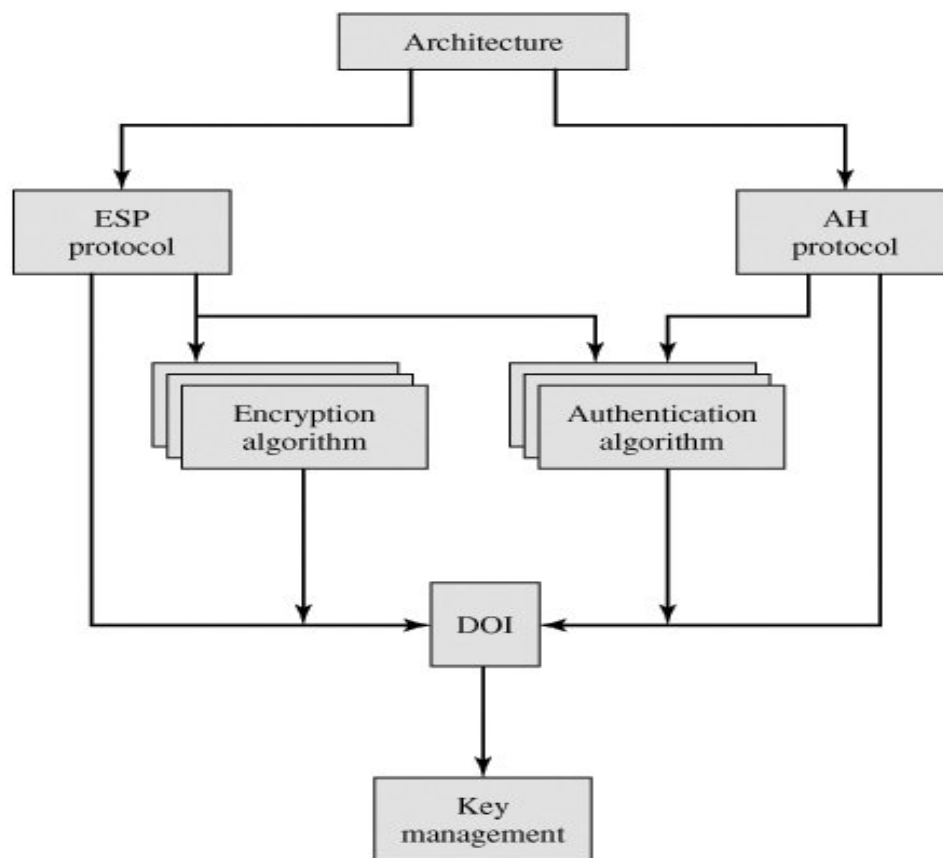 Architecture
ESP
protocol
AH
protocol
Encryption
algorithm
Authentication
algorithm
DOI
Key
management